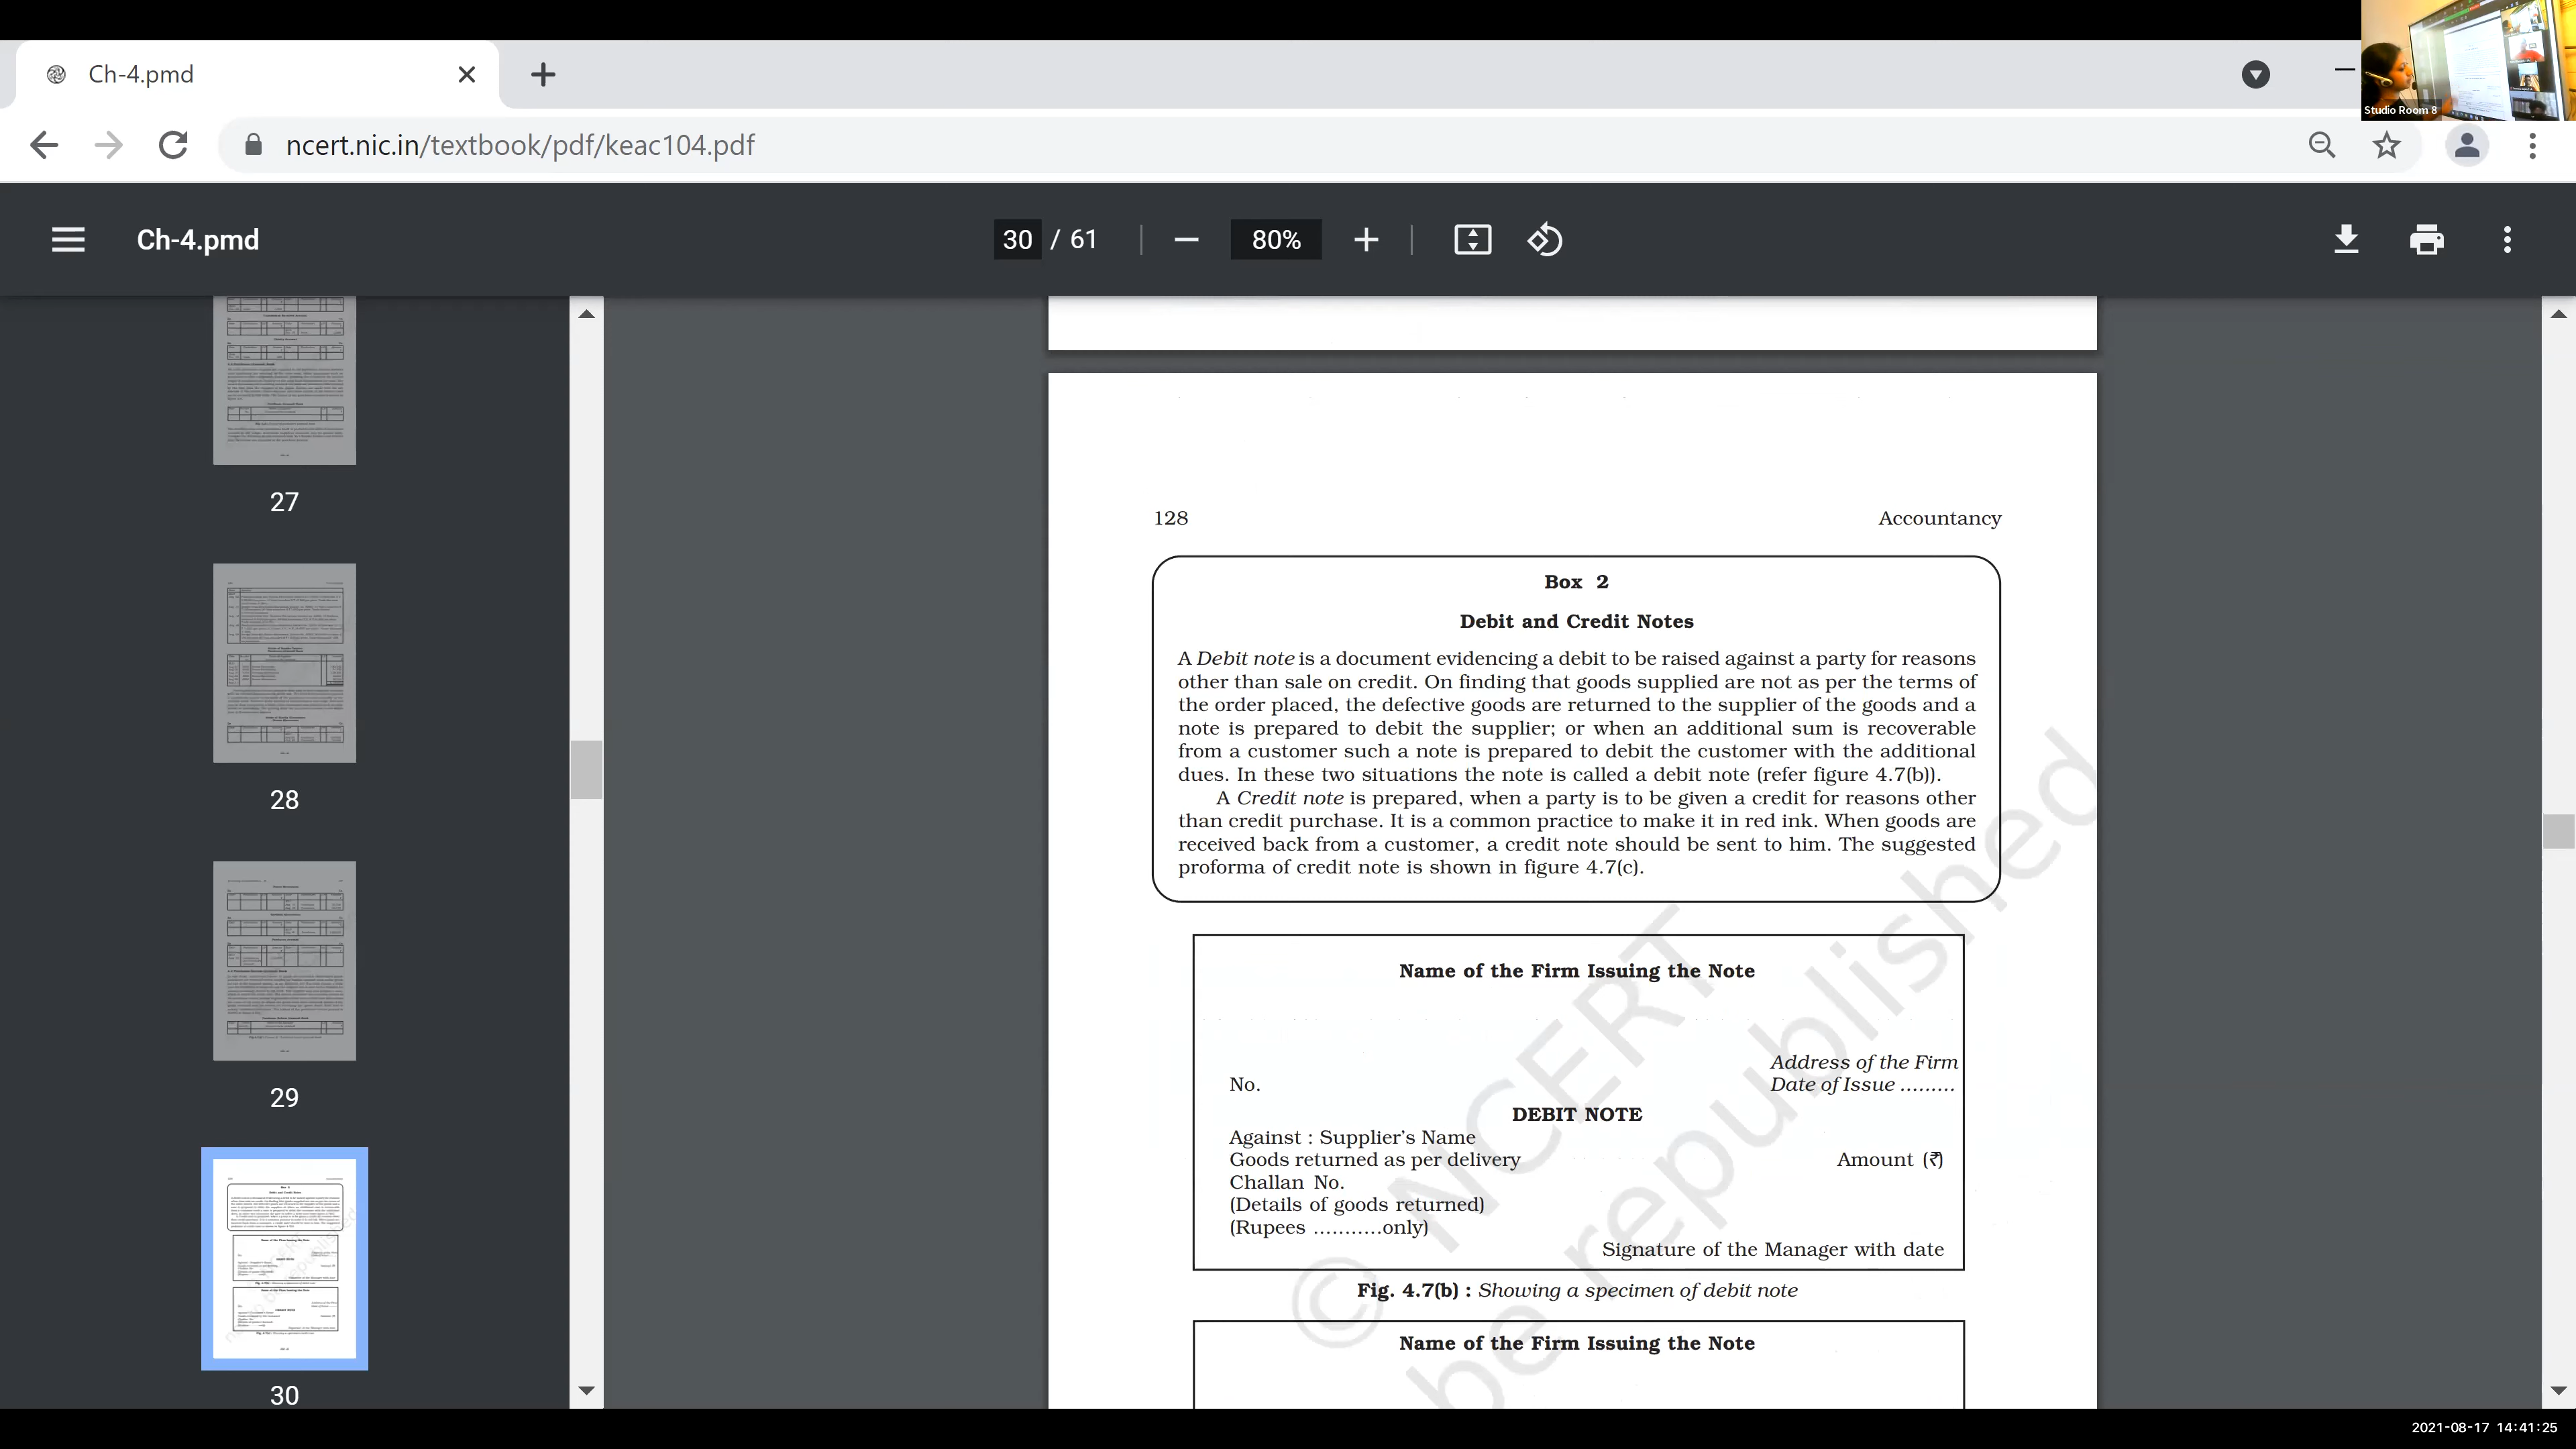 Ch-4.pmd
Studio Room 8
ncert.nic.in/textbook/pdf/keac104.pdf
Ch-4.pmd
30 / 61
80%
27
28
29
30
128
Accountancy
Box 2
Debit and Credit Notes
A Debit note is a document evidencing a debit to be raised against a party for reasons
other than sale on credit. On finding that goods supplied are not as per the terms of
the order placed, the defective goods are returned to the supplier of the goods and a
note is prepared to debit the supplier; or when an additional sum is recoverable
from a customer such a note is prepared to debit the customer with the additional
dues. In these two situations the note is called a debit note (refer figure 4.7(b)).
A Credit note is prepared, when a party is to be given a credit for reasons other
than credit purchase. It is a common practice to make it in red ink. When goods are
received back from a customer, a credit note should be sent to him. The suggested
proforma of credit note is shown in figure 4.7(c).
Name of the Firm Issuing the Note
Address of the Firm
No.
Date of Issue .........
DEBIT NOTE
Against : Supplier's Name
Goods returned as per delivery
Amount (₹)
Challan No.
(Details of goods returned)
(Rupees ...........only)
Signature of the Manager with date
Fig. 4.7(b) : Showing a specimen of debit note
Name of the Firm Issuing the Note
© NCERT
be republished
2021-08-17 14:41:25